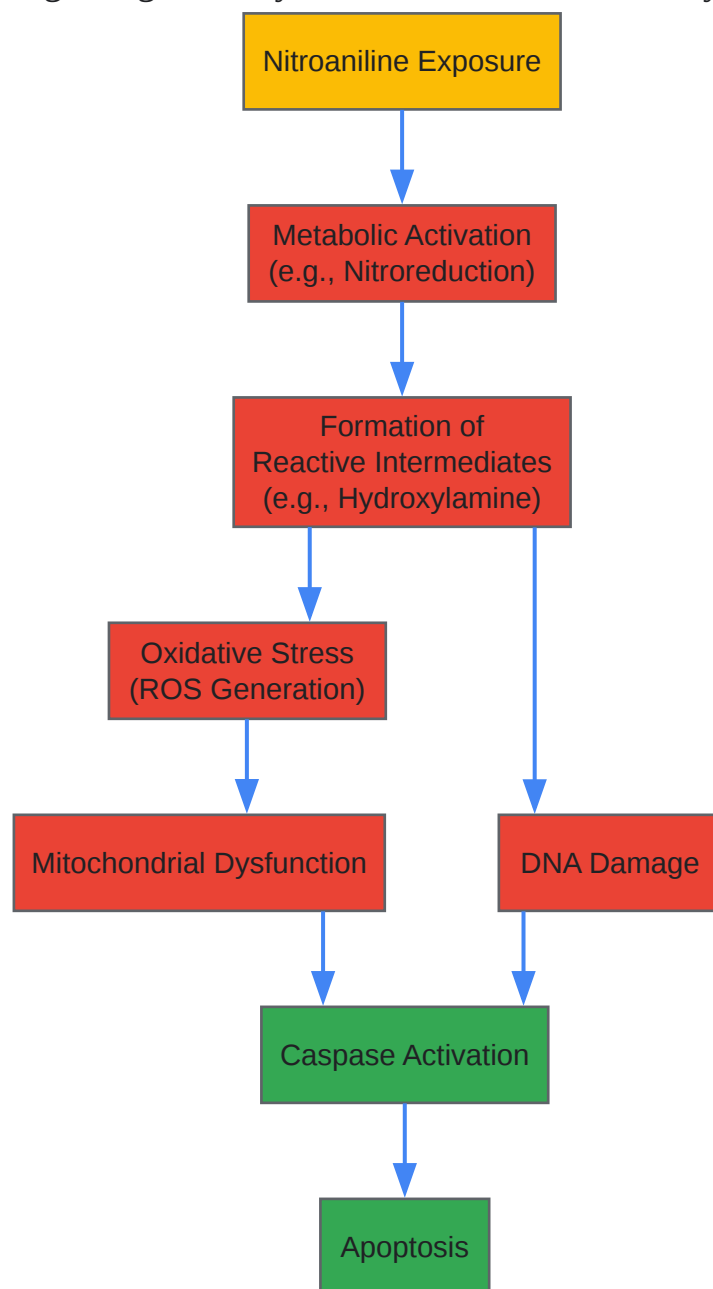 Nitroaniline Exposure
Metabolic Activation
(e.g., Nitroreduction)
Formation of
Reactive Intermediates
(e.g., Hydroxylamine)
Oxidative Stress
(ROS Generation)
Mitochondrial Dysfunction
DNA Damage
Caspase Activation
Apoptosis